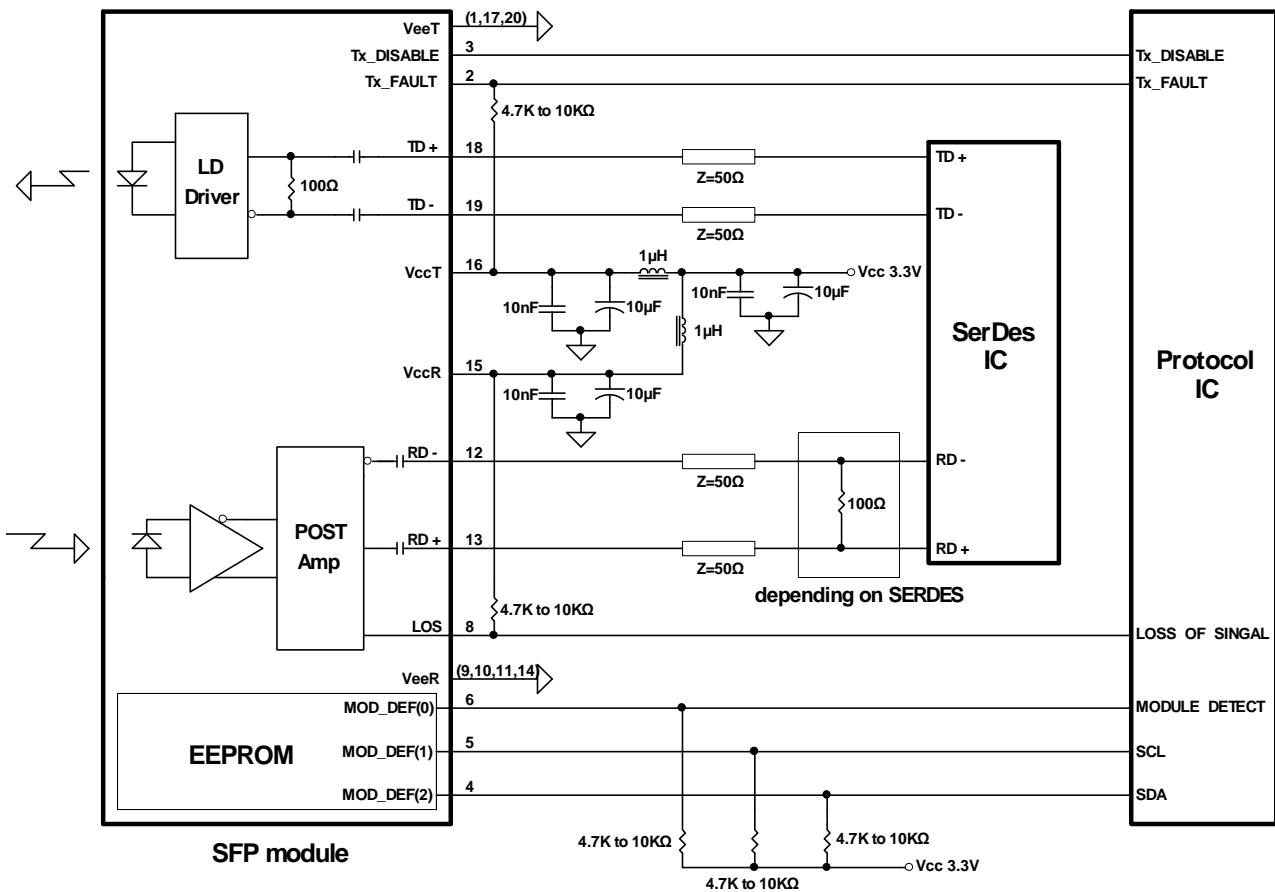 VeeT (1,17,20)
Tx_DISABLE 3 Tx_DISABLE
Tx_FAULT 2 Tx_FAULT
4.7K to 10KΩ
LD
Driver
100Ω
TD + 18 Z=50Ω TD +
TD - 19 Z=50Ω TD -
VccT 16 1µH Vcc 3.3V
10nF 10µF 10nF 10µF
1µH
VccR 15
10nF 10µF
SerDes
IC
Protocol
IC
RD - 12 Z=50Ω RD -
100Ω
POST
Amp
RD + 13 Z=50Ω RD +
depending on SERDES
4.7K to 10KΩ
LOS 8 LOSS OF SINGAL
VeeR (9,10,11,14)
MOD_DEF(0) 6 MODULE DETECT
EEPROM MOD_DEF(1) 5 SCL
MOD_DEF(2) 4 SDA
4.7K to 10KΩ 4.7K to 10KΩ
SFP module
Vcc 3.3V
4.7K to 10KΩ